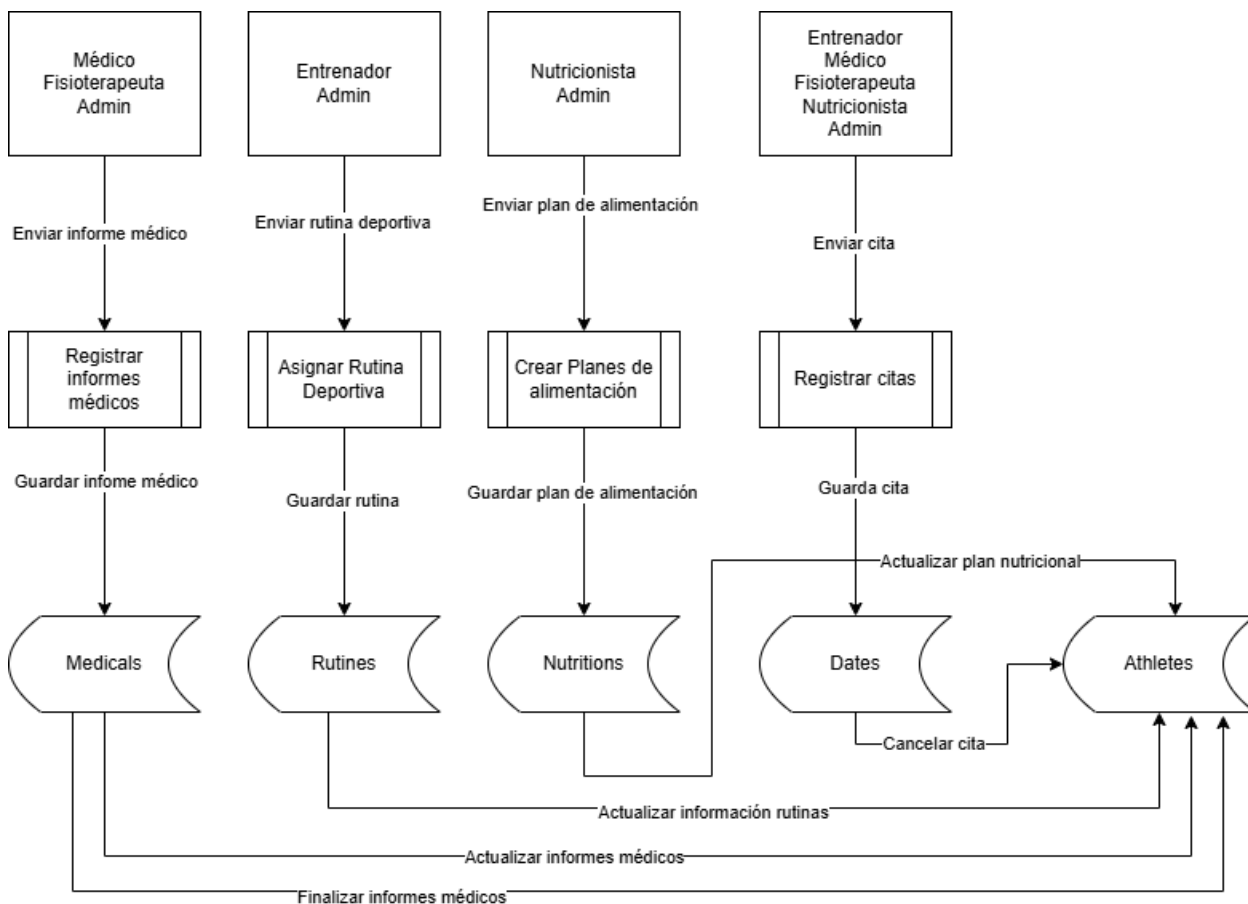 Médico
Fisioterapeuta
Admin
Entrenador
Admin
Nutricionista
Admin
Entrenador
Médico
Fisioterapeuta
Nutricionista
Admin
Enviar informe médico
Enviar rutina deportiva
Enviar plan de alimentación
Enviar cita
Registrar
informes
médicos
Asignar Rutina
Deportiva
Crear Planes de
alimentación
Registrar citas
Guardar infome médico
Guardar rutina
Guardar plan de alimentación
Guarda cita
Actualizar plan nutricional
Medicals
Rutines
Nutritions
Dates
Athletes
Cancelar cita
Actualizar información rutinas
Actualizar informes médicos
Finalizar informes médicos